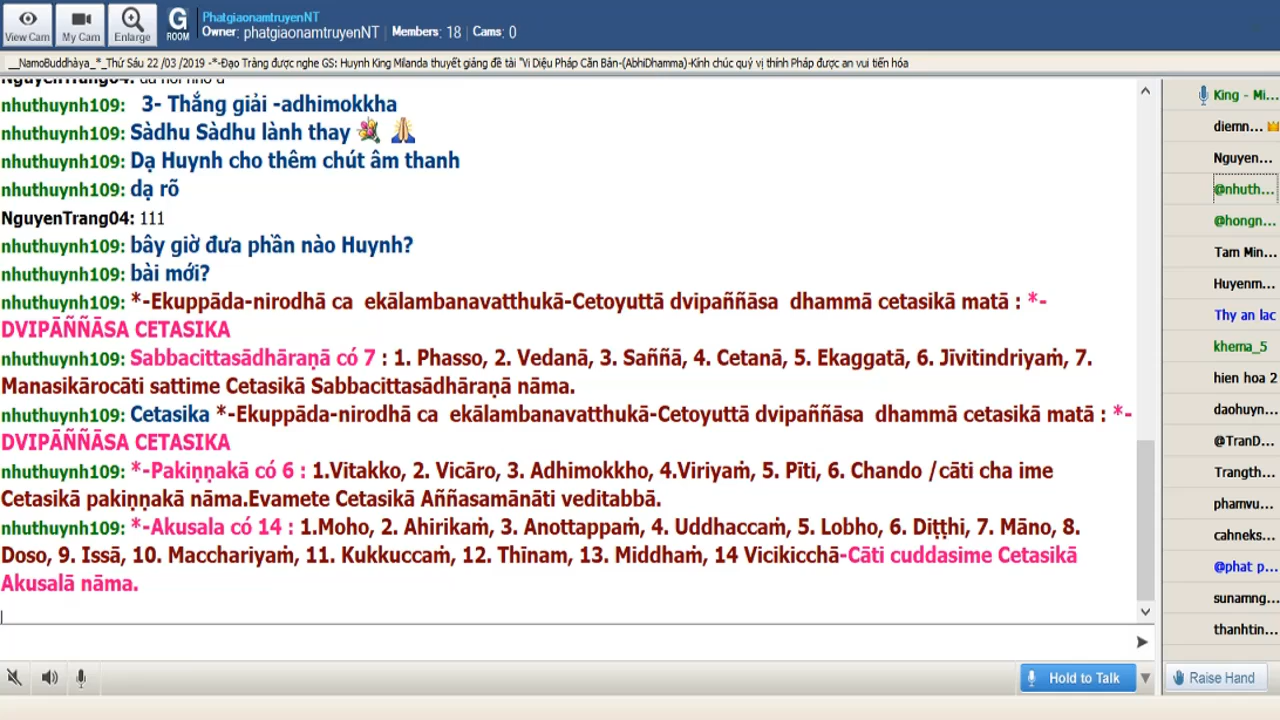 View Cam
My Cam
Enlarge
G
ROOM
PhatgiaonamtruyenNT
Owner: phatgiaonamtruyenNT | Members: 18 | Cams: 0
__NamoBuddhàya_*_Thứ Sáu 22 /03 /2019 -*-Đạo Tràng được nghe GS: Huynh King Milanda thuyết giảng đề tài "Vi Diệu Pháp Căn Bản-(AbhiDhamma)-Kính chúc quý vị thính Pháp được an vui tiến hóa
nhuthuynh109: 3- Thắng giải -adhimokkha
nhuthuynh109: Sàdhu Sàdhu lành thay
nhuthuynh109: Dạ Huynh cho thêm chút âm thanh
nhuthuynh109: dạ rõ
NguyenTrang04: 111
nhuthuynh109: bây giờ đưa phần nào Huynh?
nhuthuynh109: bài mới?
nhuthuynh109: *-Ekuppāda-nirodhā ca ekālambanavatthukā-Cetoyuttā dvipaññāsa dhammā cetasikā matā : *-
DVIPĀÑÑĀSA CETASIKA
nhuthuynh109: Sabbacittasādhāraṇā có 7 : 1. Phasso, 2. Vedanā, 3. Saññā, 4. Cetanā, 5. Ekaggatā, 6. Jīvitindriyaṁ, 7.
Manasikārocāti sattime Cetasikā Sabbacittasādhāraṇā nāma.
nhuthuynh109: Cetasika *-Ekuppāda-nirodhā ca ekālambanavatthukā-Cetoyuttā dvipaññāsa dhammā cetasikā matā : *-
DVIPĀÑÑĀSA CETASIKA
nhuthuynh109: *-Pakiṇṇakā có 6 : 1.Vitakko, 2. Vicāro, 3. Adhimokkho, 4.Viriyaṁ, 5. Pīti, 6. Chando /cāti cha ime
Cetasikā pakiṇṇakā nāma.Evamete Cetasikā Aññasamānāti veditabbā.
nhuthuynh109: *-Akusala có 14 : 1.Moho, 2. Ahirikaṁ, 3. Anottappaṁ, 4. Uddhaccaṁ, 5. Lobho, 6. Diṭṭhi, 7. Māno, 8.
Doso, 9. Issā, 10. Macchariyaṁ, 11. Kukkuccaṁ, 12. Thīnam, 13. Middhaṁ, 14 Vicikicchā-Cāti cuddasime Cetasikā
Akusalā nāma.
King - Mi...
diemn...
Nguyen...
@nhuth...
@hongn...
Tam Min...
Huyenm...
Thy an lac
khema_5
hien hoa 2
daohuyn...
@TranD...
Trangth...
phamvu...
cahneks...
@phat p...
sunamng...
thanhtin...
Hold to Talk
Raise Hand